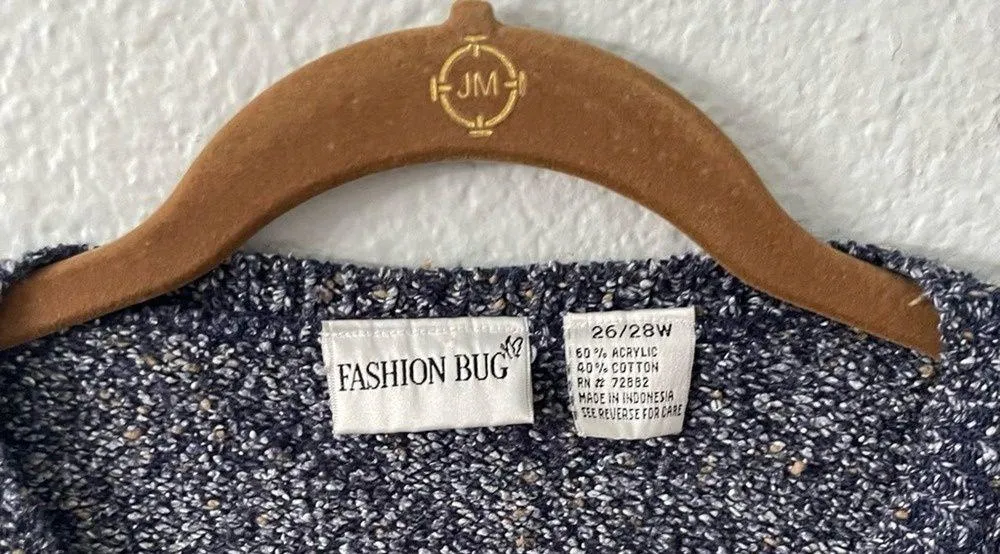 JM
FASHION BUG
26/28W
60% ACRYLIC
40% COTTON
RN # 72882
MADE IN INDONESIA
SEE REVERSE FOR CARE